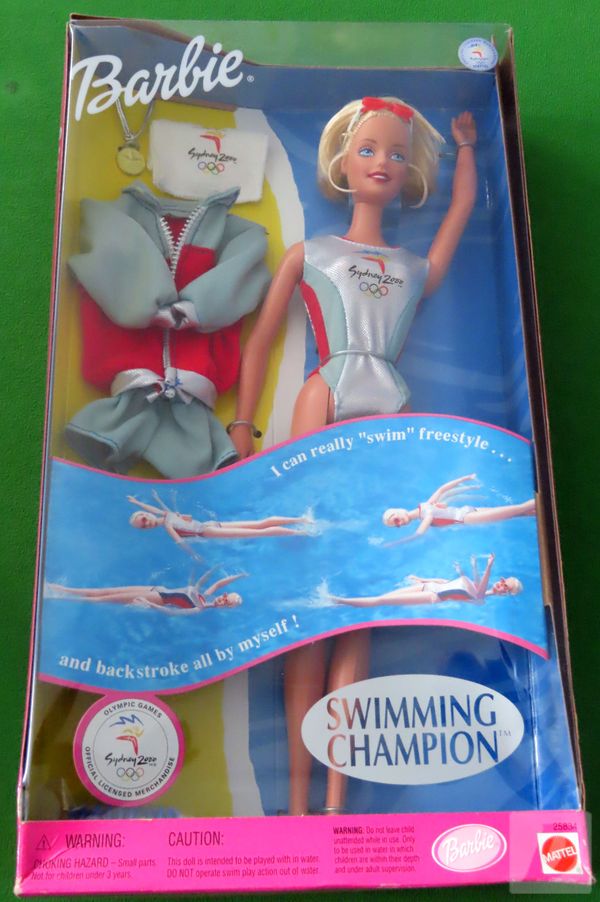 Barbie®
Sydney 2000
Sydney 2000
I can really "swim" freestyle...
and backstroke all by myself!
OLYMPIC GAMES
Sydney 2000
OFFICIAL LICENSED MERCHANDISE
SWIMMING
CHAMPION™
WARNING:
CHOKING HAZARD – Small parts.
Not for children under 3 years.
CAUTION:
This doll is intended to be played with in water.
DO NOT operate swim play action out of water.
WARNING: Do not leave child
unattended while in use. Only
to be used in water in which
children are within their depth
and under adult supervision.
Barbie
MATTEL